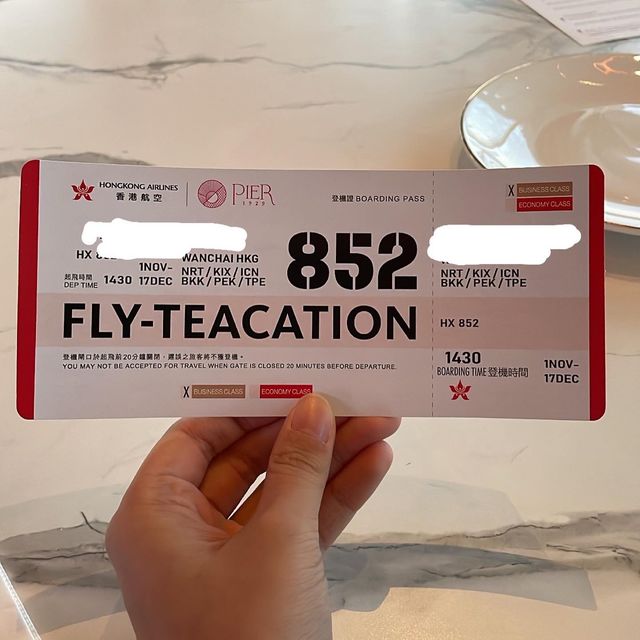 HONGKONG AIRLINES
香港航空
PIER
1929
登機證 BOARDING PASS
X BUSINESS CLASS
ECONOMY CLASS
HX
WANCHAI HKG
852
起飛時間
DEP TIME
1430
1NOV-
17DEC
NRT/KIX/ICN
BKK/PEK/TPE
NRT/KIX/ICN
BKK/PEK/TPE
FLY-TEACATION
HX 852
登機閘口於起飛前20分鐘關閉，遲誤之旅客將不獲登機。
YOU MAY NOT BE ACCEPTED FOR TRAVEL WHEN GATE IS CLOSED 20 MINUTES BEFORE DEPARTURE.
1430
BOARDING TIME 登機時間
1NOV-
17DEC
X BUSINESS CLASS
ECONOMY CLASS